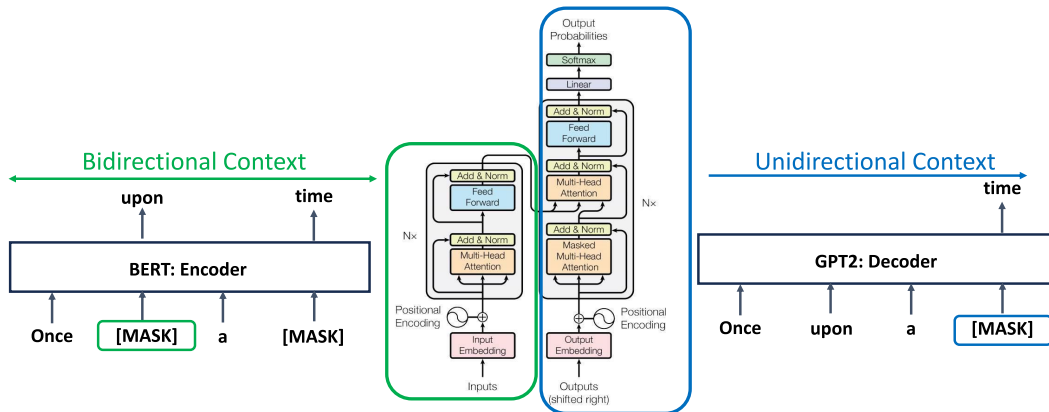 Bidirectional Context
upon
time
BERT: Encoder
Once
[MASK]
a
[MASK]
Output
Probabilities
Softmax
Linear
Add & Norm
Feed
Forward
Add & Norm
Multi-Head
Attention
Add & Norm
Masked
Multi-Head
Attention
N×
Positional
Encoding
Output
Embedding
Outputs
(shifted right)
Add & Norm
Feed
Forward
Add & Norm
Multi-Head
Attention
N×
Positional
Encoding
Input
Embedding
Inputs
Unidirectional Context
time
GPT2: Decoder
Once
upon
a
[MASK]